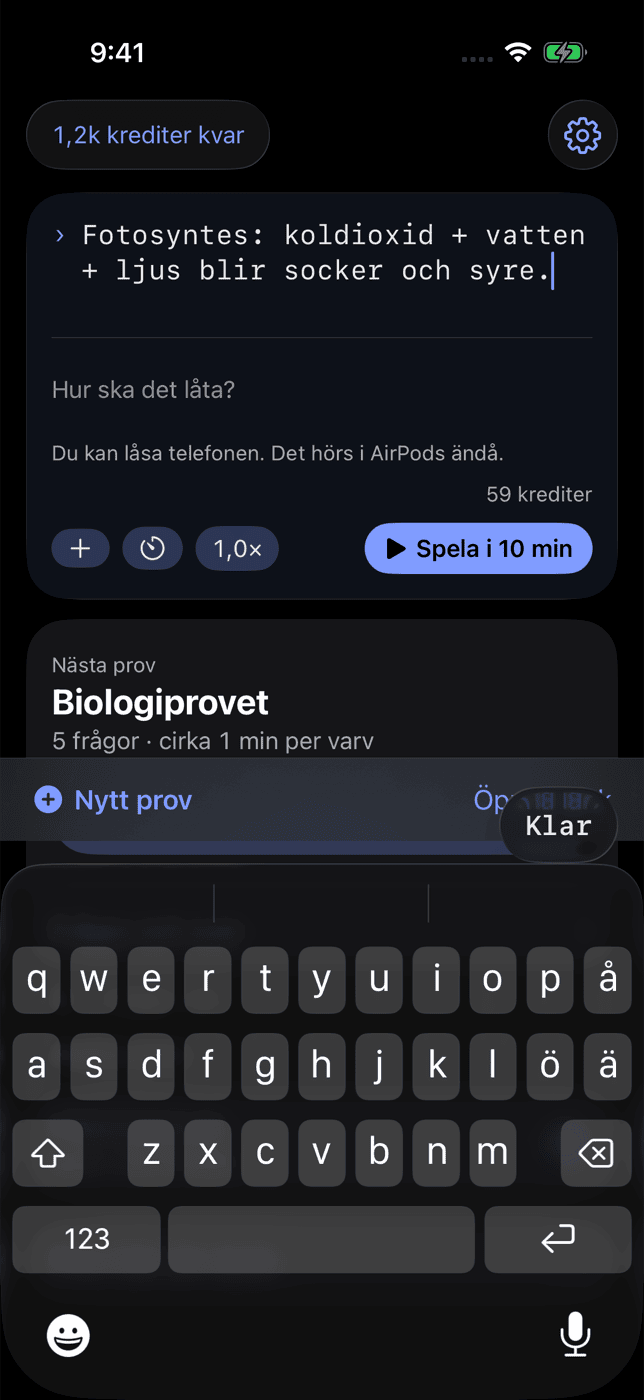 9:41
1,2k krediter kvar
› Fotosyntes: koldioxid + vatten
+ ljus blir socker och syre.
Hur ska det låta?
Du kan låsa telefonen. Det hörs i AirPods ändå.
59 krediter
1,0×
Spela i 10 min
Nästa prov
Biologiprovet
5 frågor · cirka 1 min per varv
Nytt prov
Klar
q w e r t y u i o p å
a s d f g h j k l ö ä
z x c v b n m
123